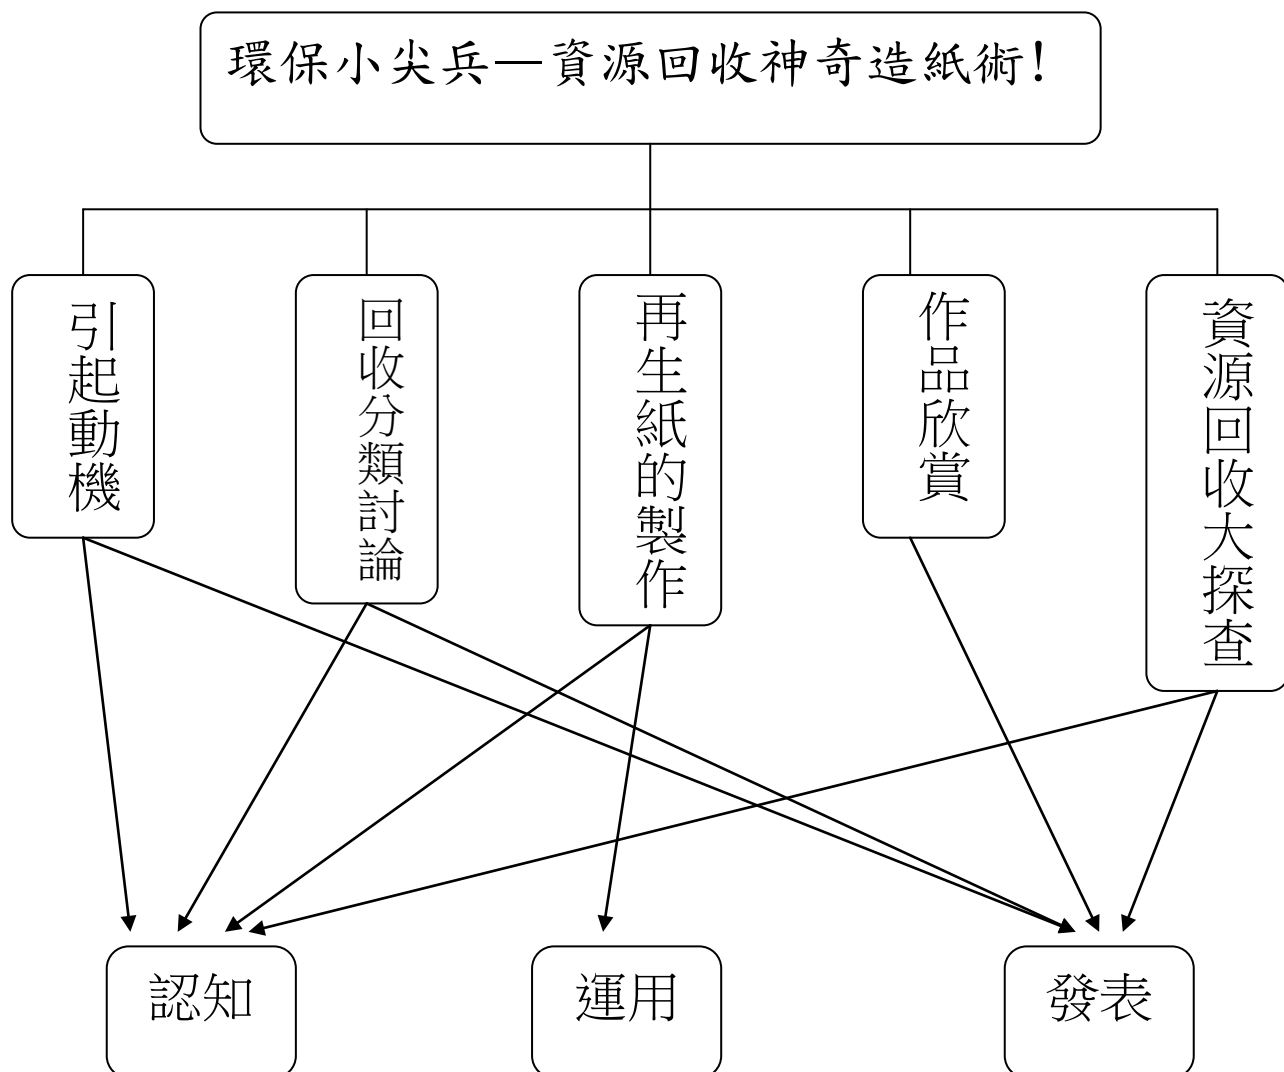 環保小尖兵—資源回收神奇造紙術!
引起動機
回收分類討論
再生紙的製作
作品欣賞
資源回收大探查
認知
運用
發表